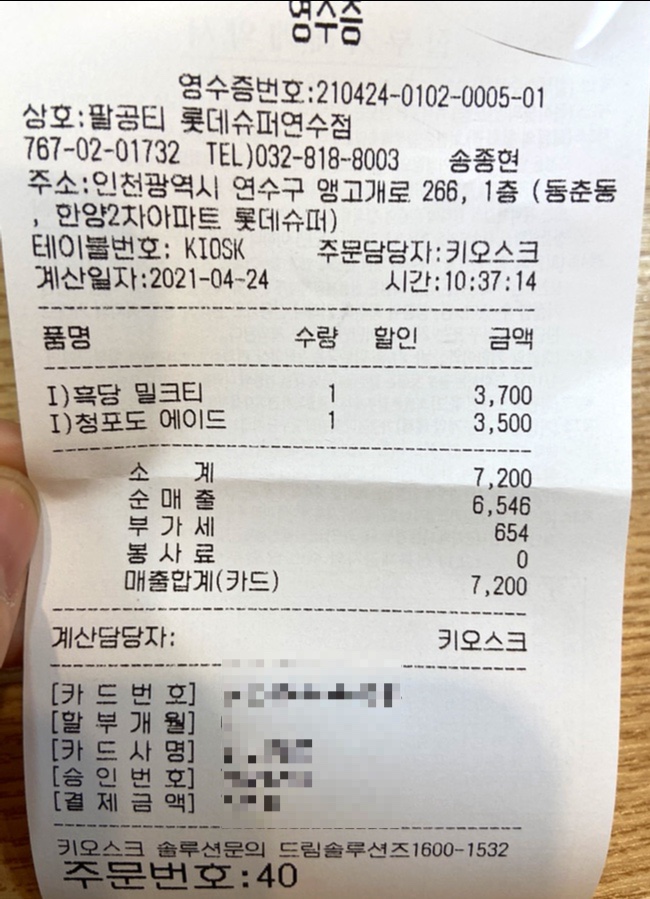 영수증
영수증번호:210424-0102-0005-01
상호:팔공티 롯데슈퍼연수점
767-02-01732 TEL)032-818-8003 송종현
주소:인천광역시 연수구 앵고개로 266, 1층 (동춘동
, 한양2차아파트 롯데슈퍼)
테이블번호: KIOSK 주문담당자:키오스크
계산일자:2021-04-24 시간:10:37:14
품명 수량 할인 금액
I)흑당 밀크티 1 3,700
I)청포도 에이드 1 3,500
소 계 7,200
순 매 출 6,546
부 가 세 654
봉 사 료 0
매출합계(카드) 7,200
계산담당자: 키오스크
[카 드 번 호]
[할 부 개 월]
[카 드 사 명]
[승 인 번 호]
[결 제 금 액]
키오스크 솔루션문의 드림솔루션즈1600-1532
주문번호:40